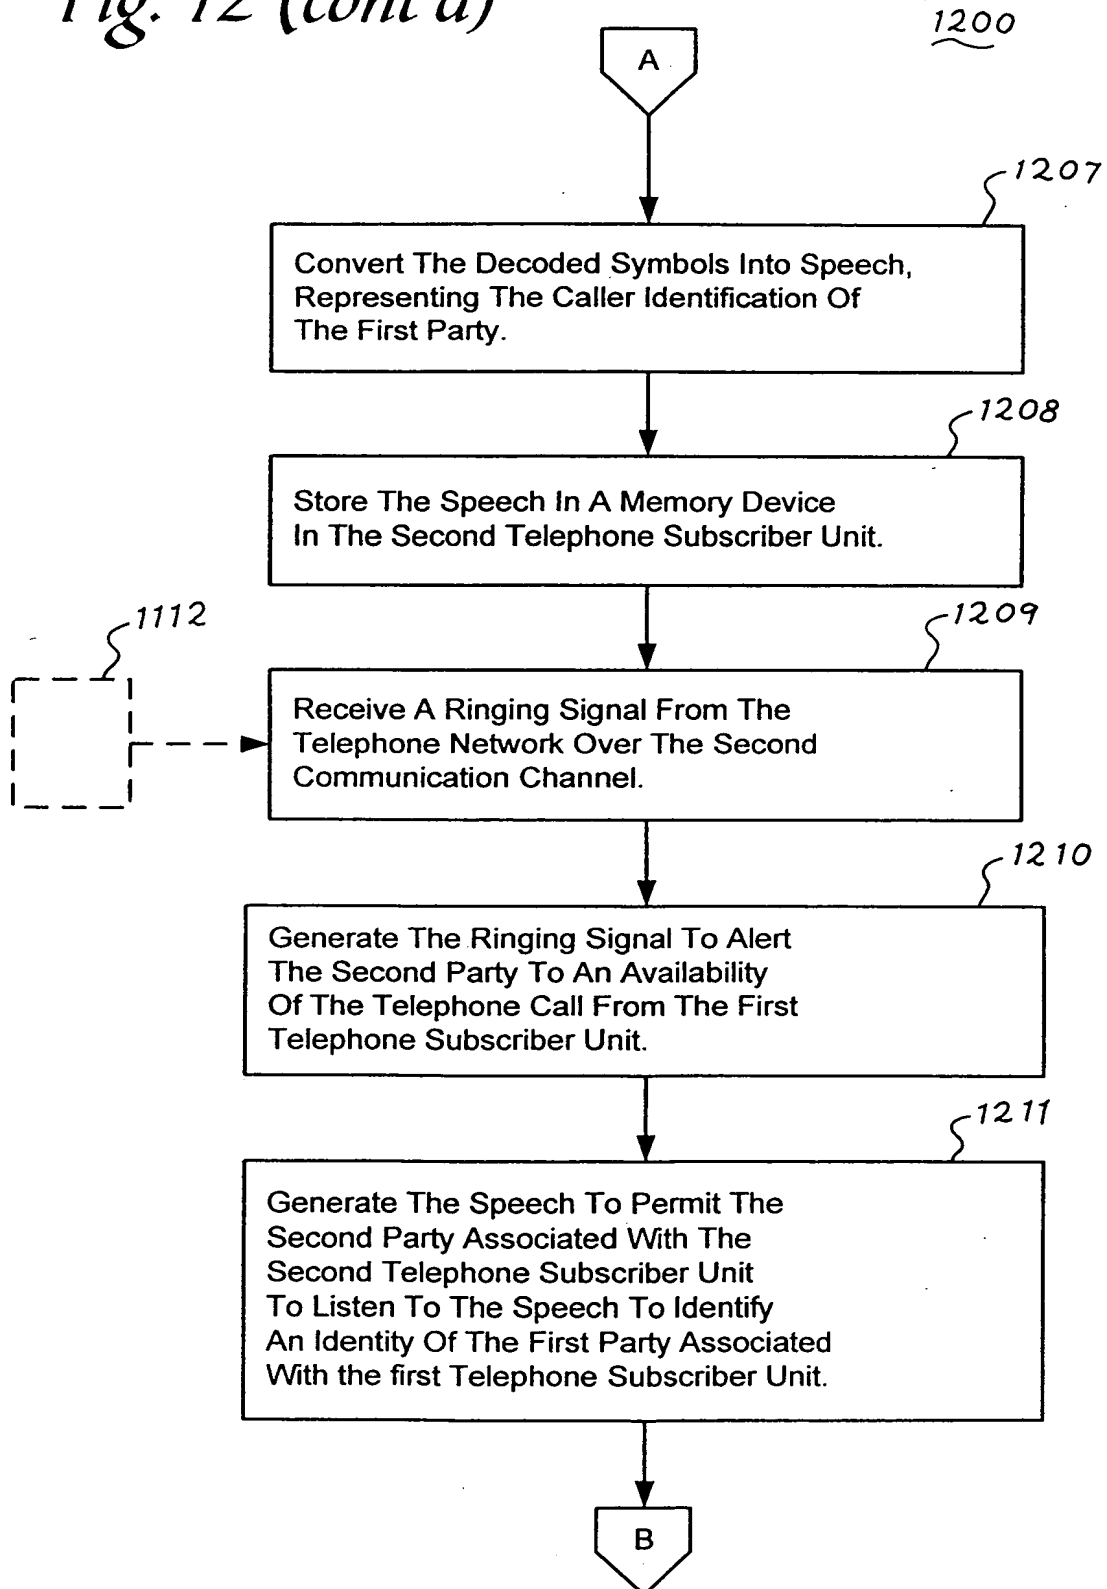 Fig. 12 (cont'd)
1200
A
1207
Convert The Decoded Symbols Into Speech,
Representing The Caller Identification Of
The First Party.
1208
Store The Speech In A Memory Device
In The Second Telephone Subscriber Unit.
1112
1209
Receive A Ringing Signal From The
Telephone Network Over The Second
Communication Channel.
1210
Generate The Ringing Signal To Alert
The Second Party To An Availability
Of The Telephone Call From The First
Telephone Subscriber Unit.
1211
Generate The Speech To Permit The
Second Party Associated With The
Second Telephone Subscriber Unit
To Listen To The Speech To Identify
An Identity Of The First Party Associated
With the first Telephone Subscriber Unit.
B